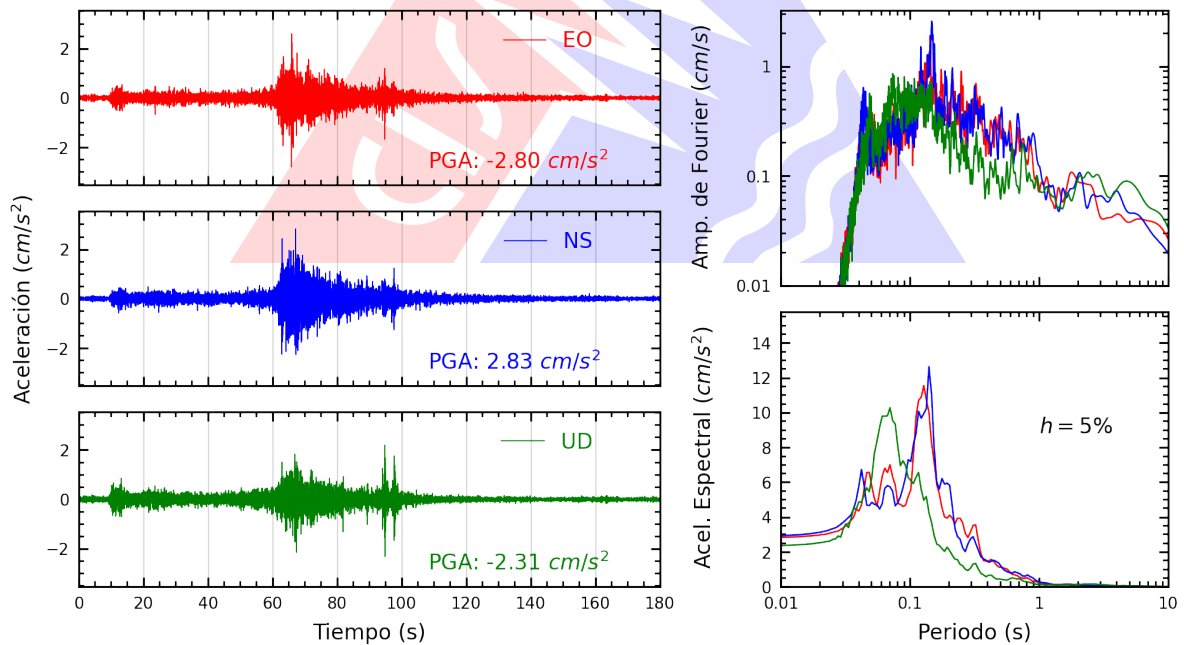 Aceleración (cm/s²)
2
0
−2
EO
PGA: -2.80 cm/s²
2
0
−2
NS
PGA: 2.83 cm/s²
2
0
−2
UD
PGA: -2.31 cm/s²
0 20 40 60 80 100 120 140 160 180
Tiempo (s)
Amp. de Fourier (cm/s)
1
0.1
0.01
Acel. Espectral (cm/s²)
14
12
10
8
6
4
2
0
h = 5%
0.01 0.1 1 10
Periodo (s)